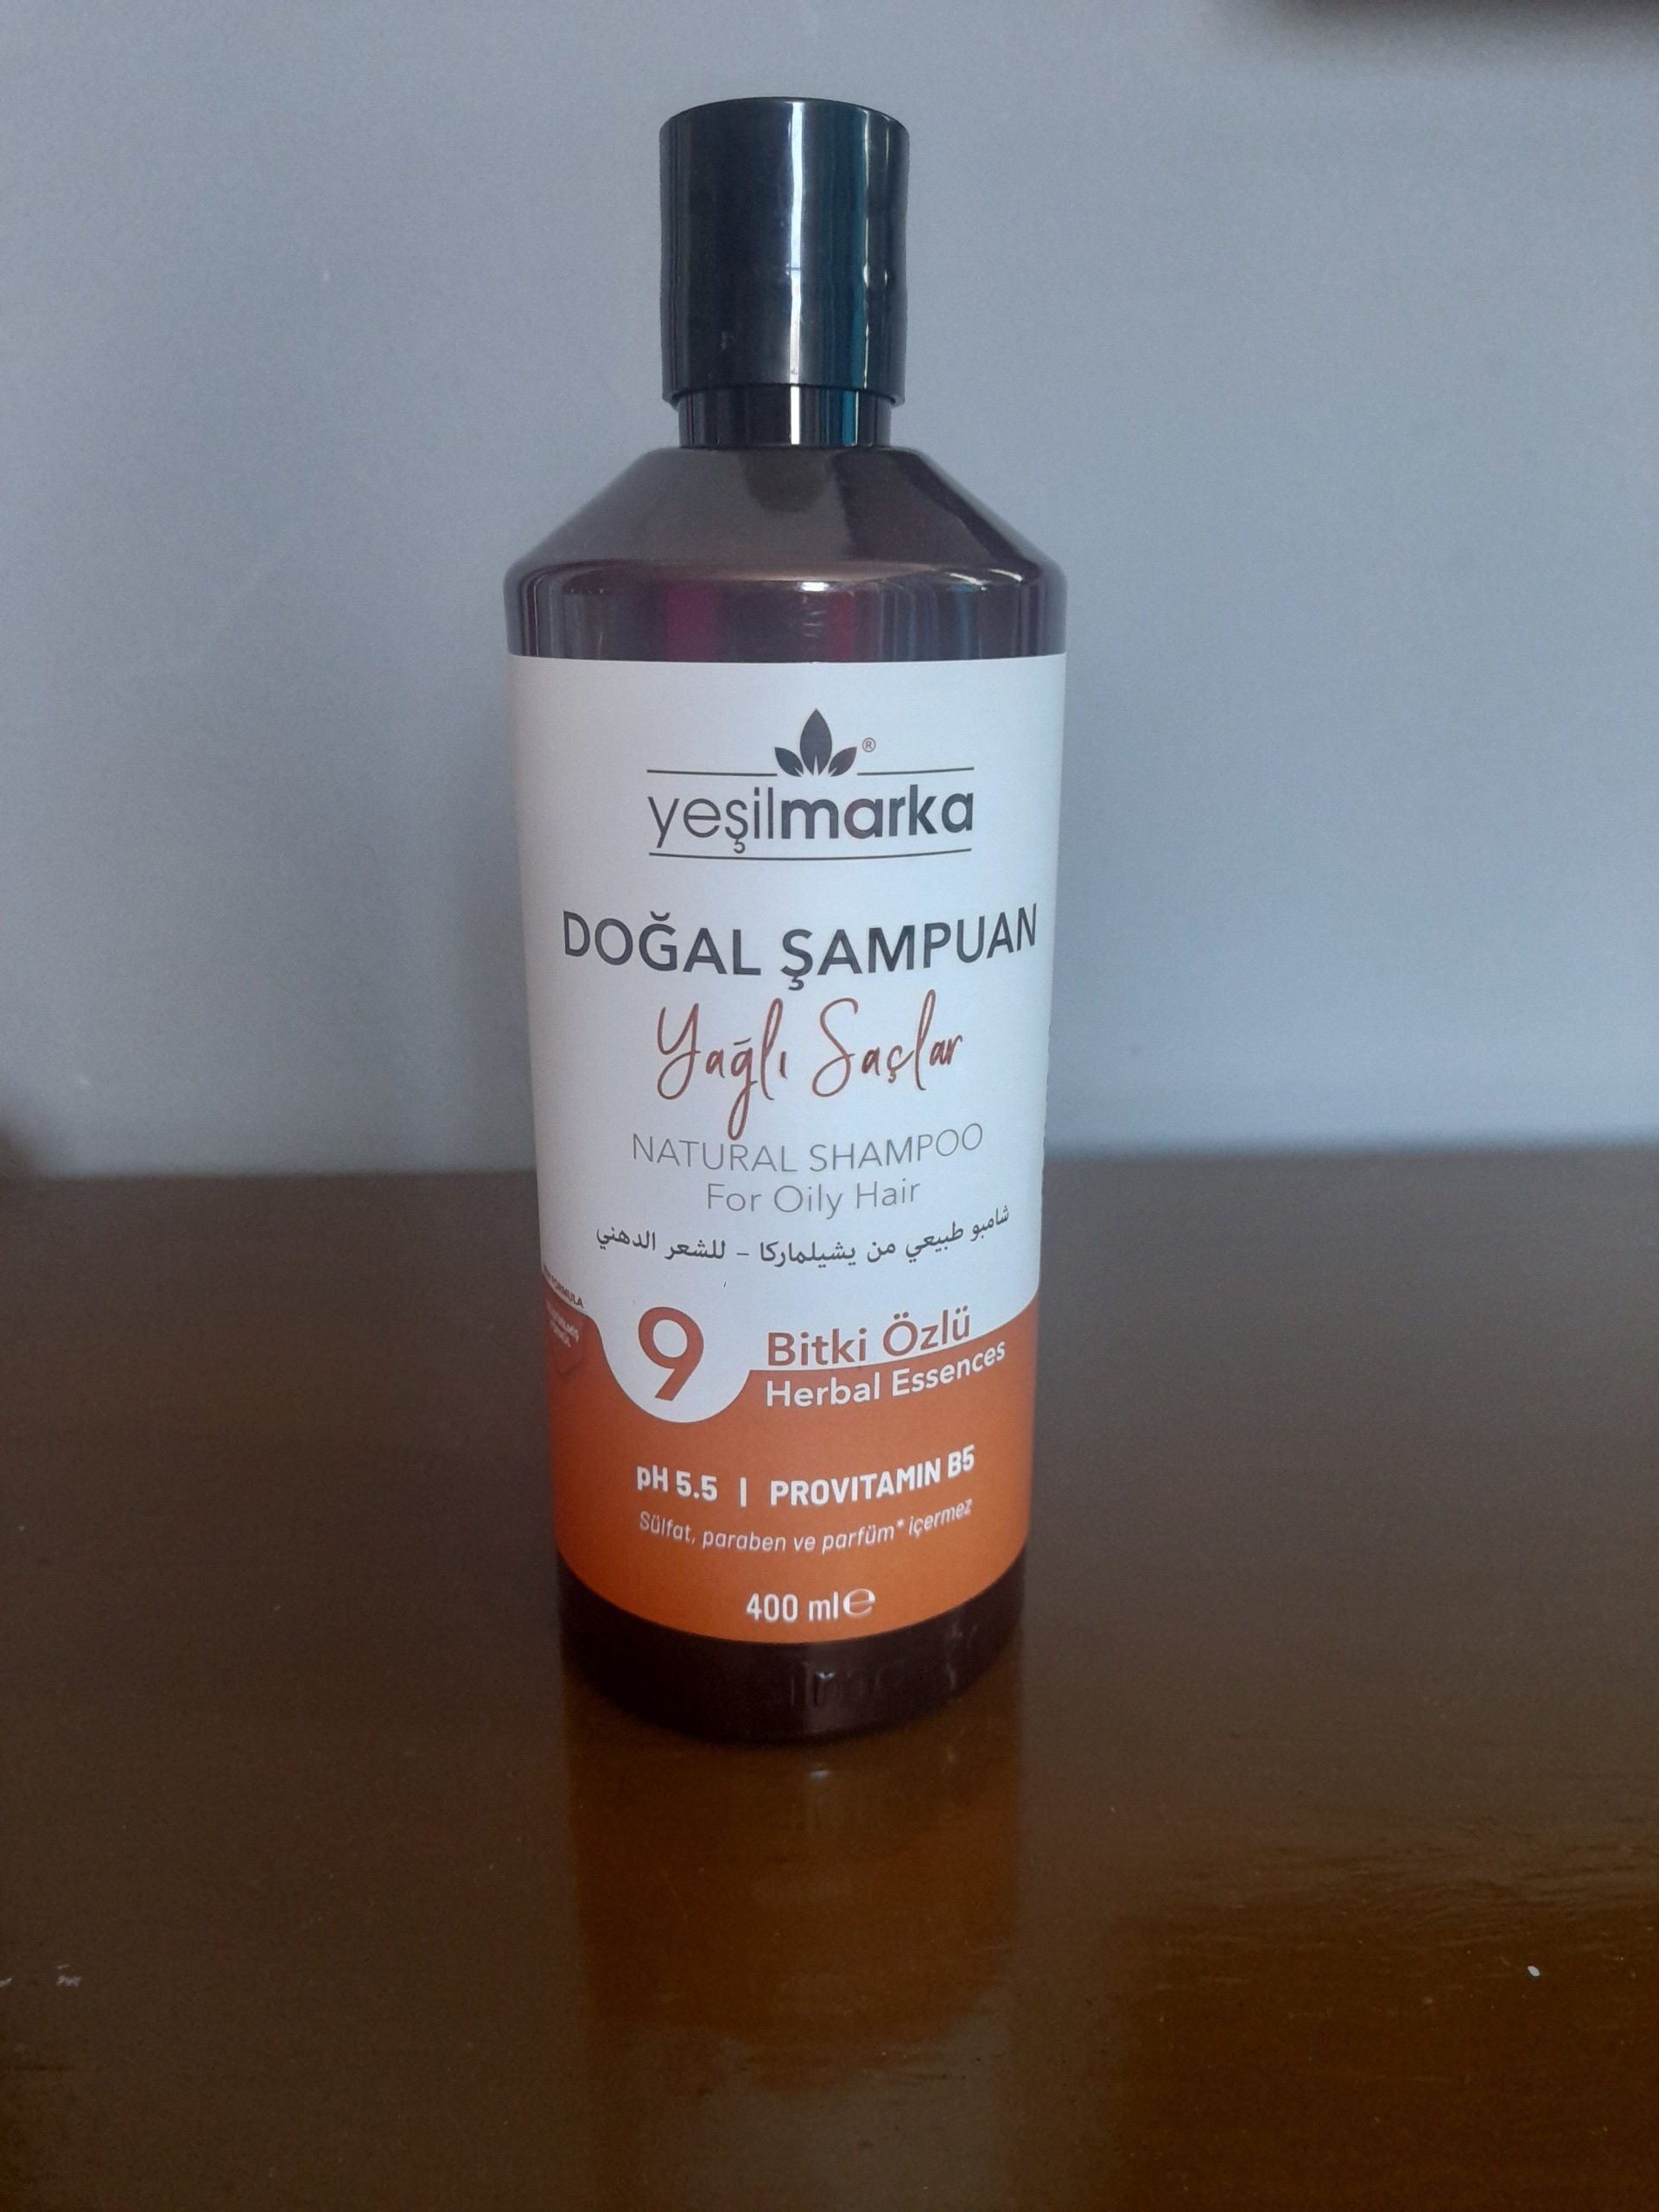 ®
yeşilmarka
DOĞAL ŞAMPUAN
Yağlı Saçlar
NATURAL SHAMPOO
For Oily Hair
شامبو طبيعي من يشيلماركا - للشعر الدهني
FORMULA
9
Bitki Özlü
Herbal Essences
pH 5.5 | PROVITAMIN B5
Sülfat, paraben ve parfüm* içermez
400 ml ℮